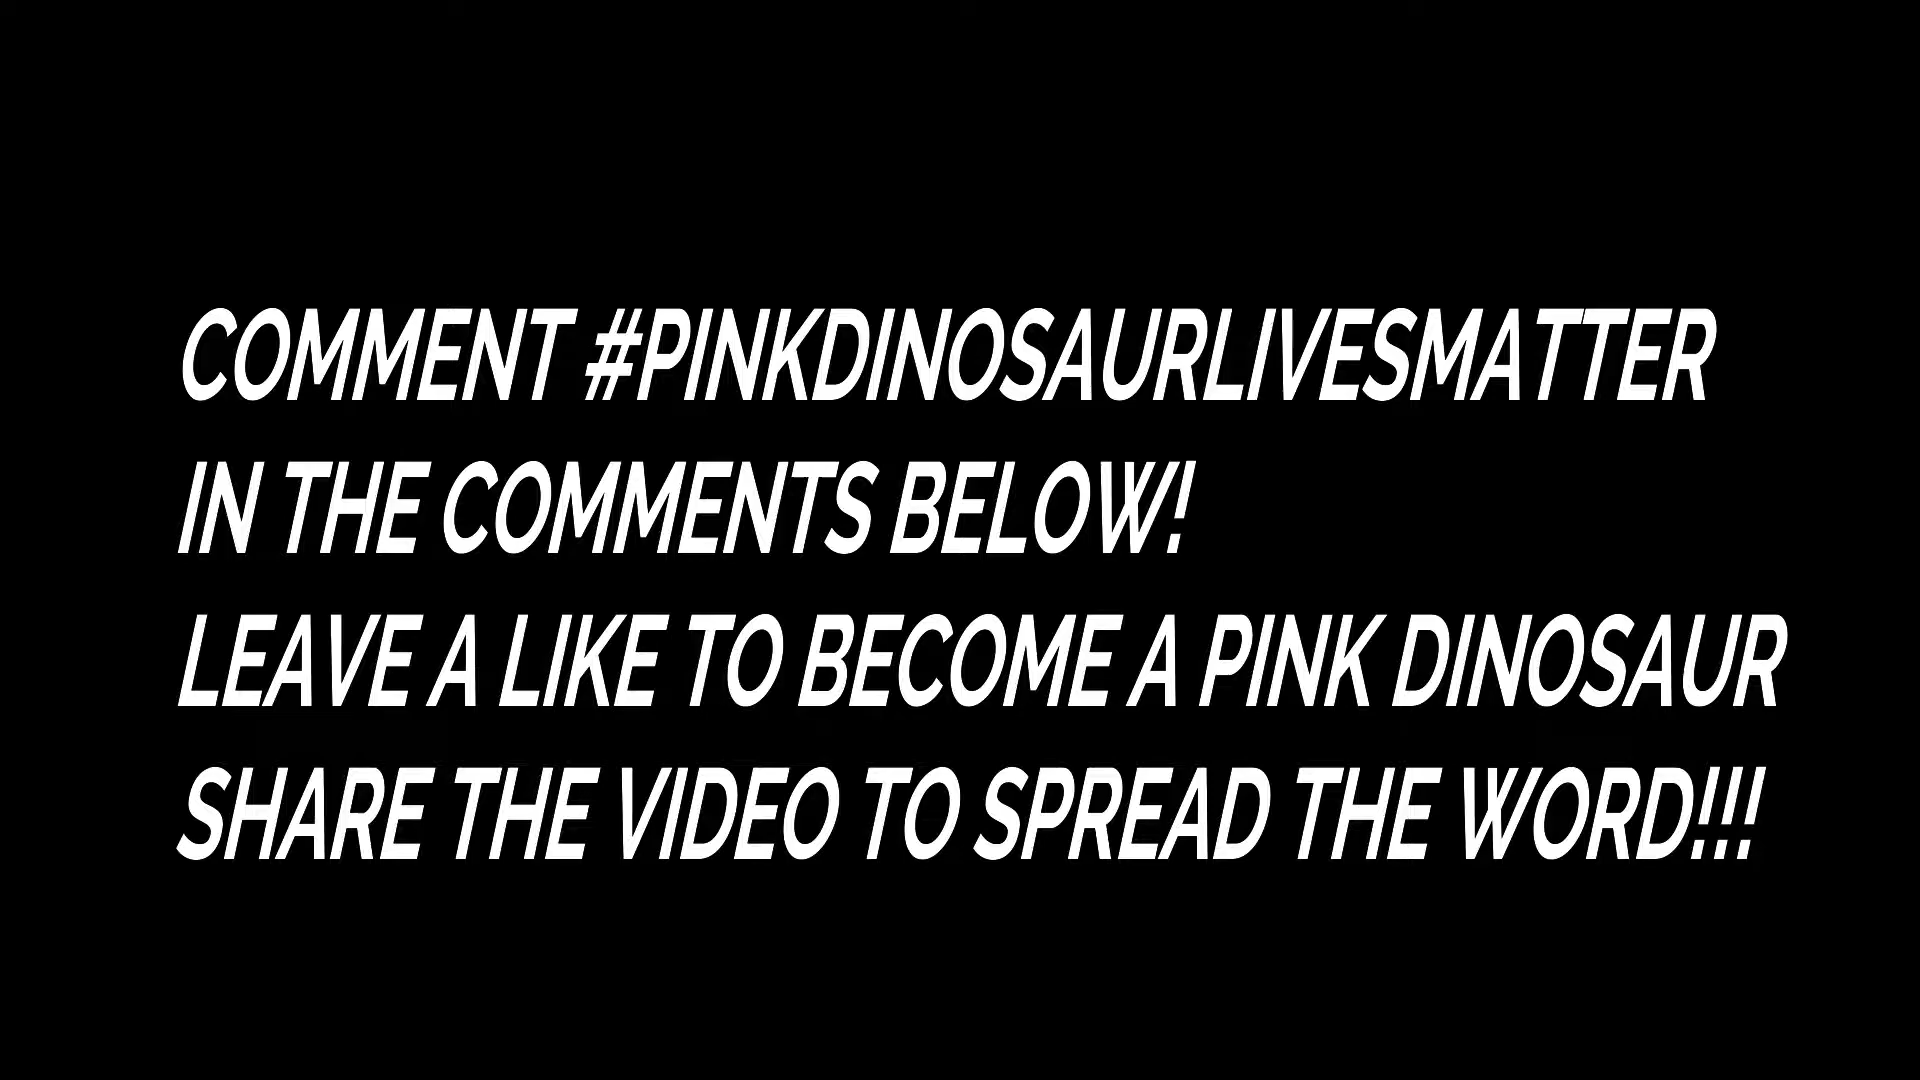 COMMENT #PINKDINOSAURLIVESMATTER
IN THE COMMENTS BELOW!
LEAVE A LIKE TO BECOME A PINK DINOSAUR
SHARE THE VIDEO TO SPREAD THE WORD!!!